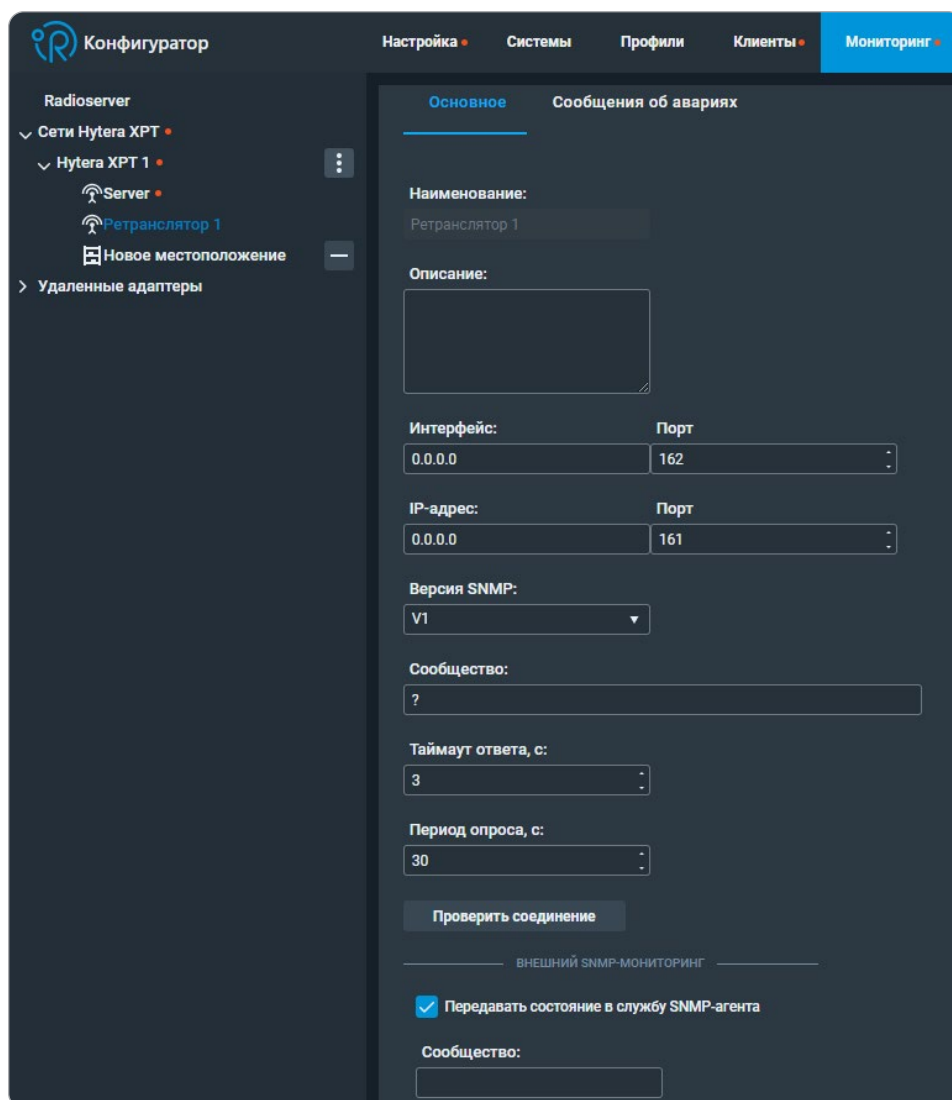 Конфигуратор
Настройка Системы Профили Клиенты Мониторинг
Radioserver
Сети Hytera XPT
Hytera XPT 1
Server
Ретранслятор 1
Новое местоположение
Удаленные адаптеры
Основное Сообщения об авариях
Наименование:
Ретранслятор 1
Описание:
Интерфейс: Порт
0.0.0.0 162
IP-адрес: Порт
0.0.0.0 161
Версия SNMP:
V1
Сообщество:
?
Таймаут ответа, с:
3
Период опроса, с:
30
Проверить соединение
ВНЕШНИЙ SNMP-МОНИТОРИНГ
Передавать состояние в службу SNMP-агента
Сообщество: